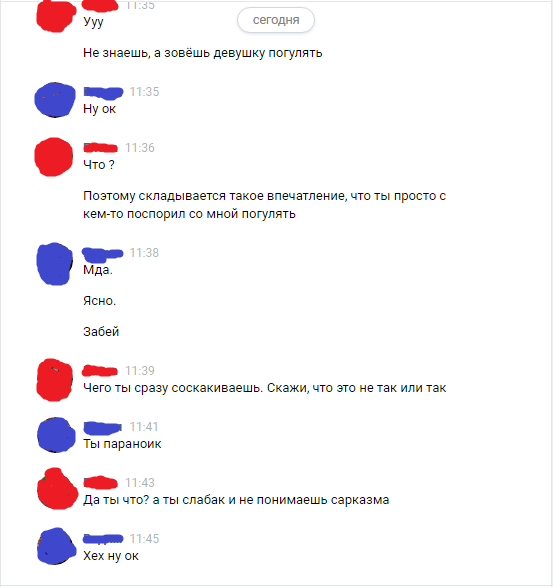 11:35
сегодня
Ууу
Не знаешь, а зовёшь девушку погулять
11:35
Ну ок
11:36
Что ?
Поэтому складывается такое впечатление, что ты просто с
кем-то поспорил со мной погулять
11:38
Мда.
Ясно.
Забей
11:39
Чего ты сразу соскакиваешь. Скажи, что это не так или так
11:41
Ты параноик
11:43
Да ты что? а ты слабак и не понимаешь сарказма
11:45
Хех ну ок